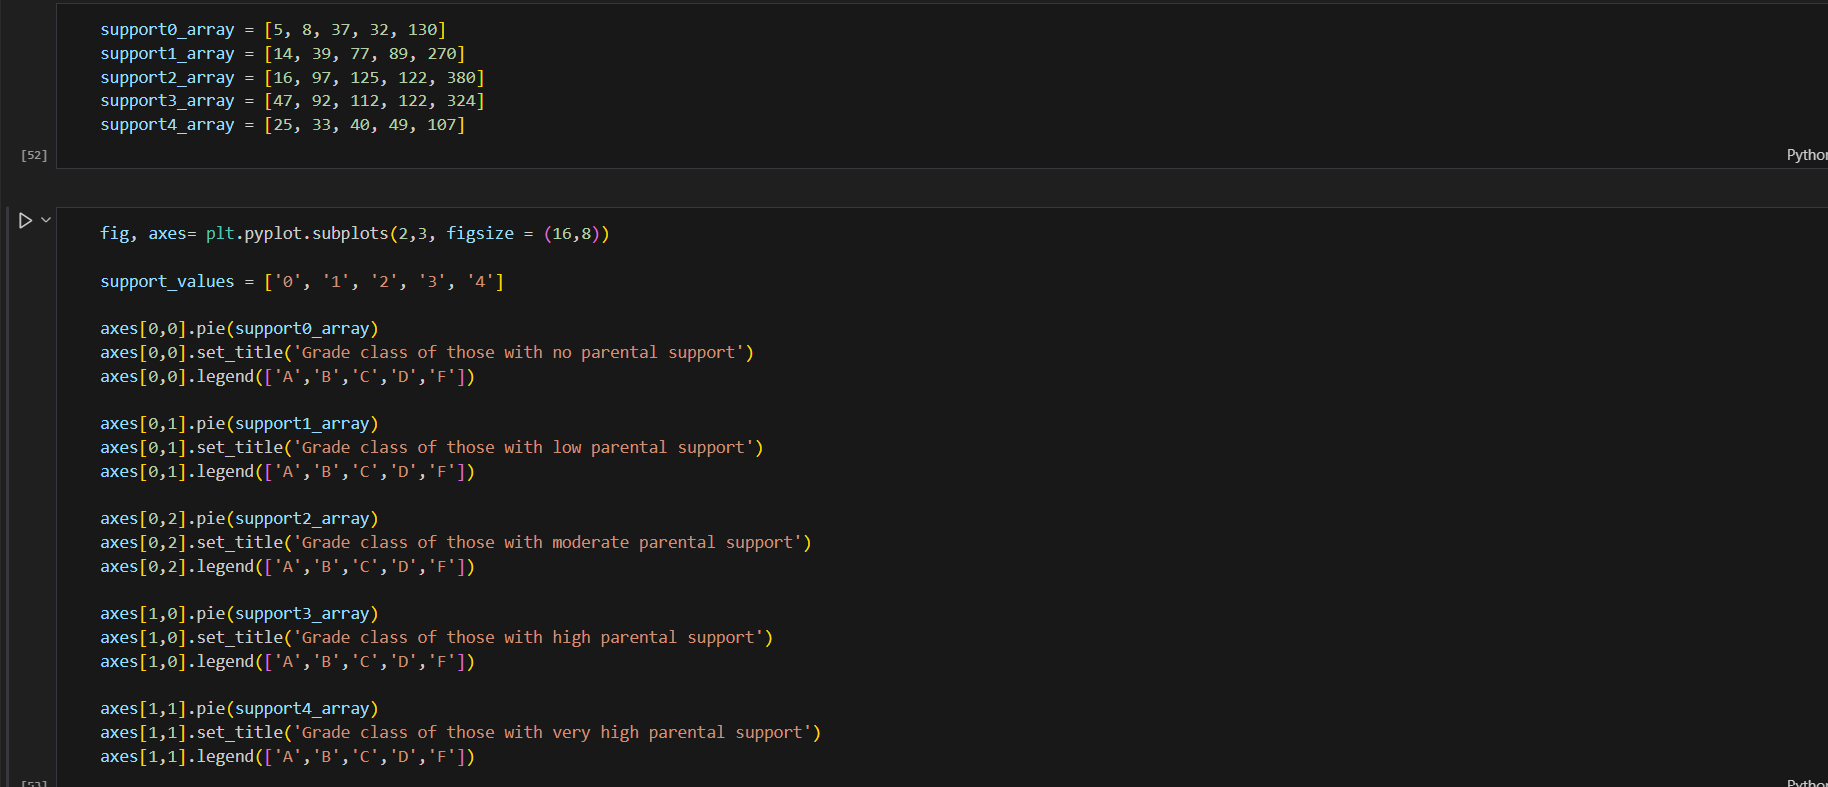 support0_array = [5, 8, 37, 32, 130]
support1_array = [14, 39, 77, 89, 270]
support2_array = [16, 97, 125, 122, 380]
support3_array = [47, 92, 112, 122, 324]
support4_array = [25, 33, 40, 49, 107]
[52]
Python
fig, axes= plt.pyplot.subplots(2,3, figsize = (16,8))
support_values = ['0', '1', '2', '3', '4']
axes[0,0].pie(support0_array)
axes[0,0].set_title('Grade class of those with no parental support')
axes[0,0].legend(['A','B','C','D','F'])
axes[0,1].pie(support1_array)
axes[0,1].set_title('Grade class of those with low parental support')
axes[0,1].legend(['A','B','C','D','F'])
axes[0,2].pie(support2_array)
axes[0,2].set_title('Grade class of those with moderate parental support')
axes[0,2].legend(['A','B','C','D','F'])
axes[1,0].pie(support3_array)
axes[1,0].set_title('Grade class of those with high parental support')
axes[1,0].legend(['A','B','C','D','F'])
axes[1,1].pie(support4_array)
axes[1,1].set_title('Grade class of those with very high parental support')
axes[1,1].legend(['A','B','C','D','F'])
[53]
Python